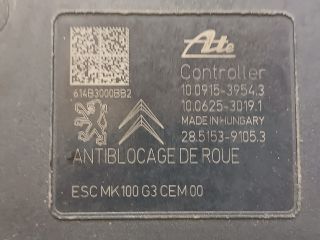 Ate
614B3000BB2
Controller
10.0915-3954.3
10.0625-3019.1
MADE IN HUNGARY
28.5153-9105.3
ANTIBLOCAGE DE ROUE
ESC MK100 G3 CEM 00